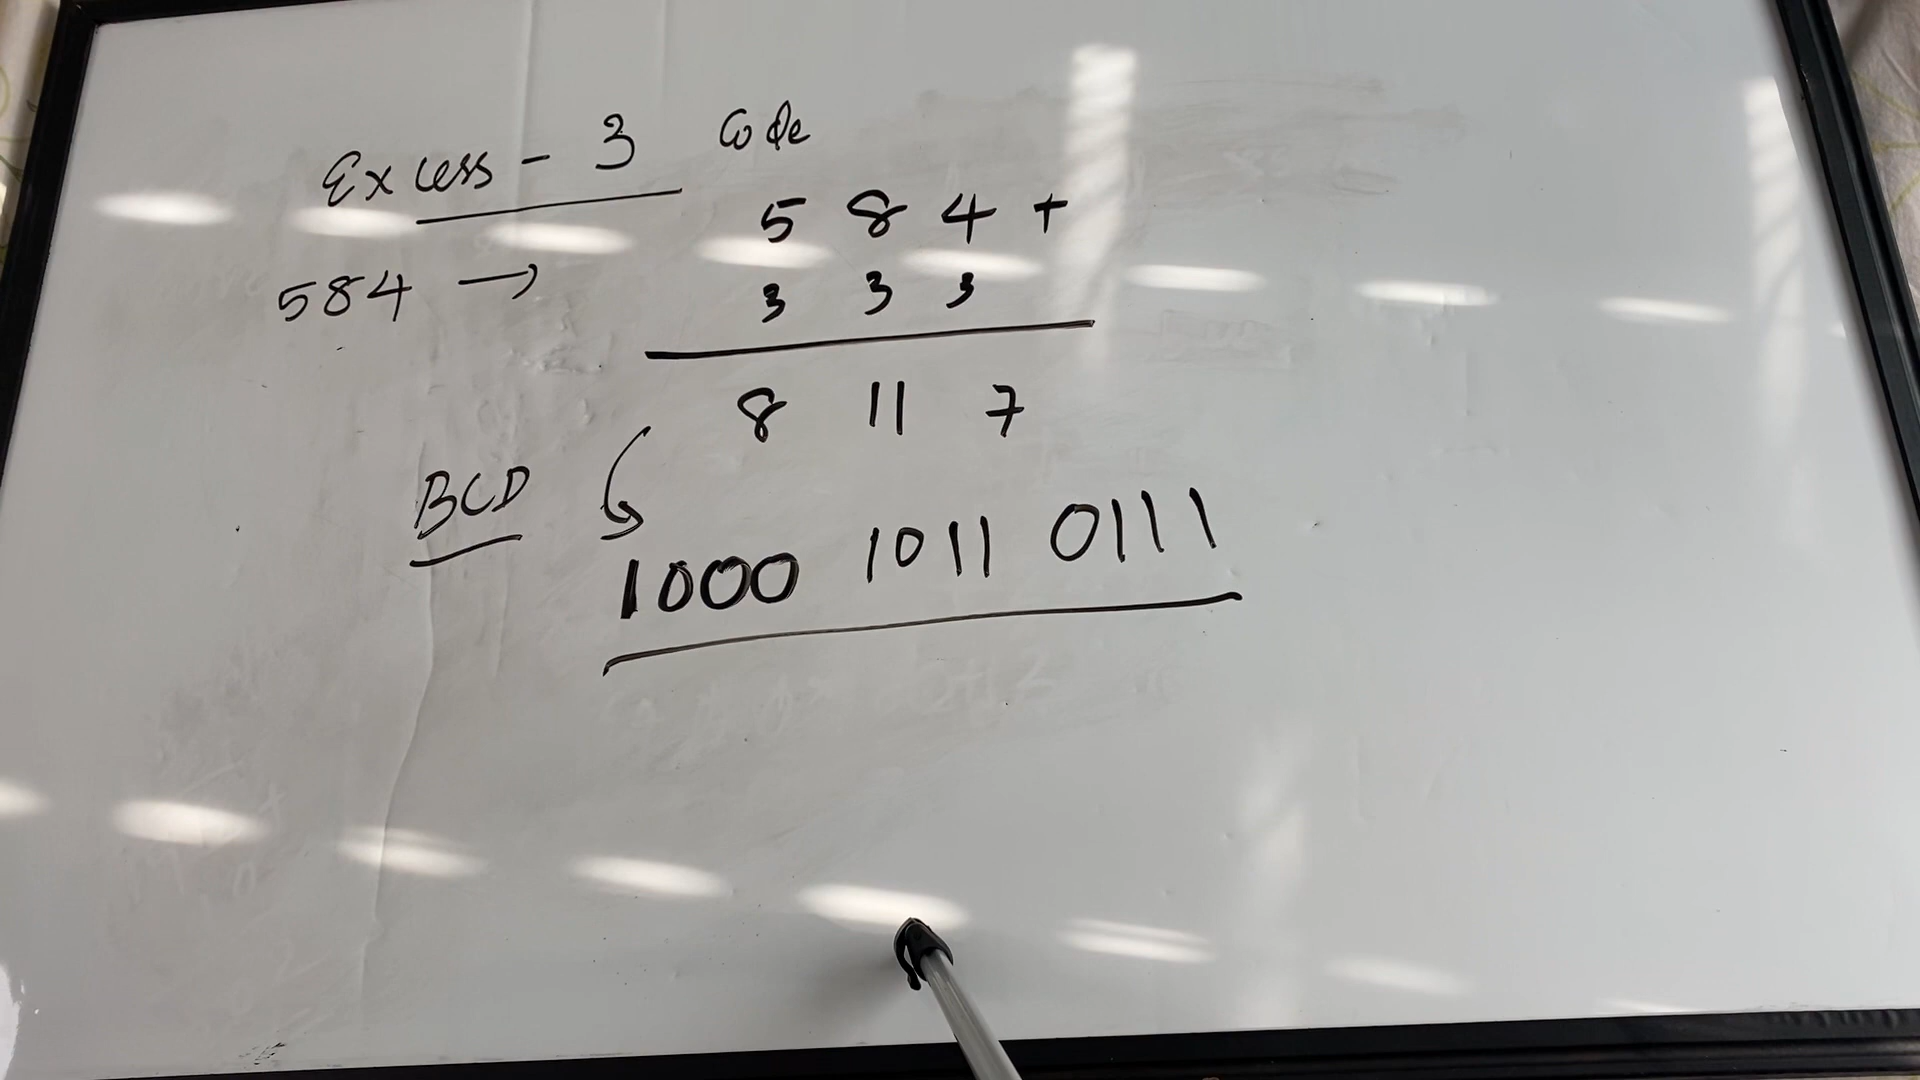 Excess - 3 Code
5 8 4 +
584 →
3 3 3
8 11 7
BCD
1000 1011 0111